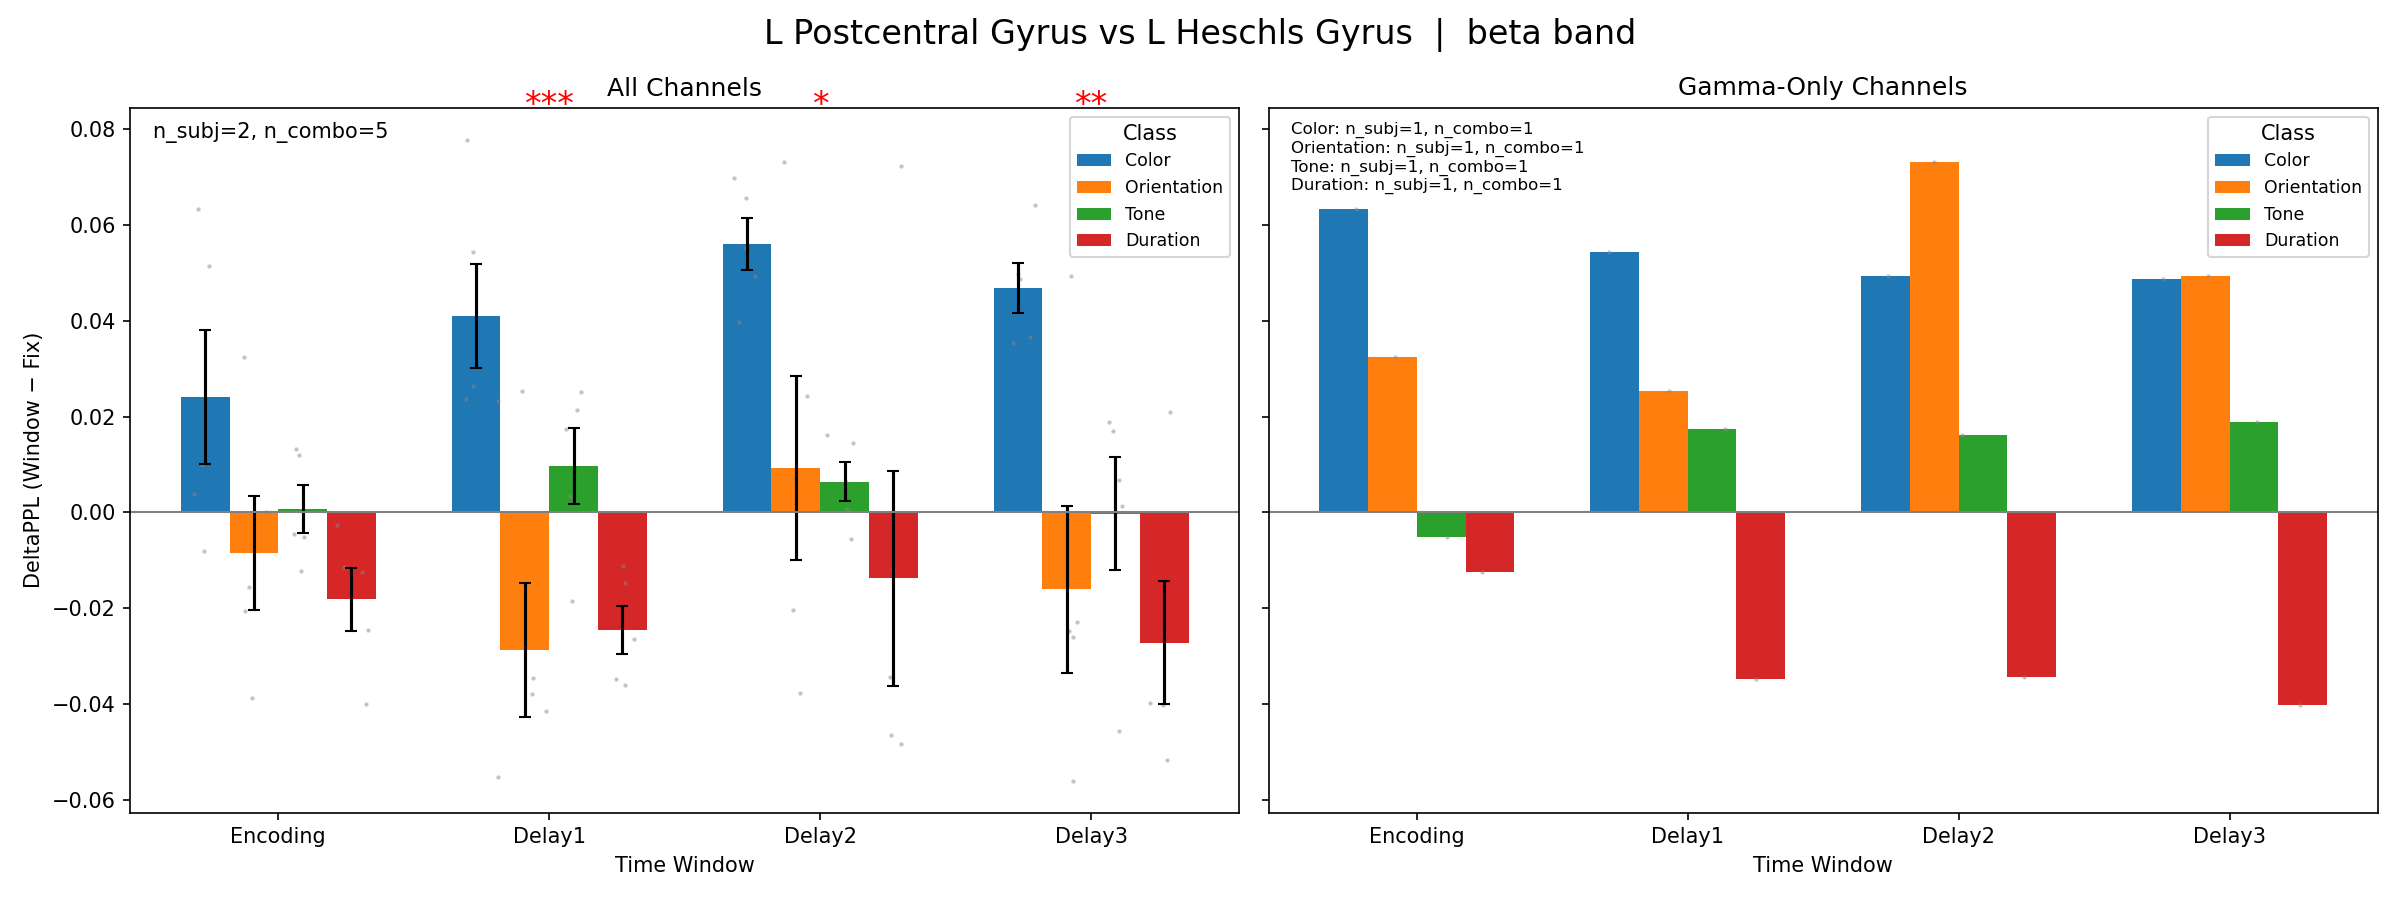 L Postcentral Gyrus vs L Heschls Gyrus | beta band
All Channels
*** * **
n_subj=2, n_combo=5
Class
Color
Orientation
Tone
Duration
DeltaPPL (Window − Fix)
0.08
0.06
0.04
0.02
0.00
−0.02
−0.04
−0.06
Encoding Delay1 Delay2 Delay3
Time Window
Gamma-Only Channels
Color: n_subj=1, n_combo=1
Orientation: n_subj=1, n_combo=1
Tone: n_subj=1, n_combo=1
Duration: n_subj=1, n_combo=1
Class
Color
Orientation
Tone
Duration
Encoding Delay1 Delay2 Delay3
Time Window